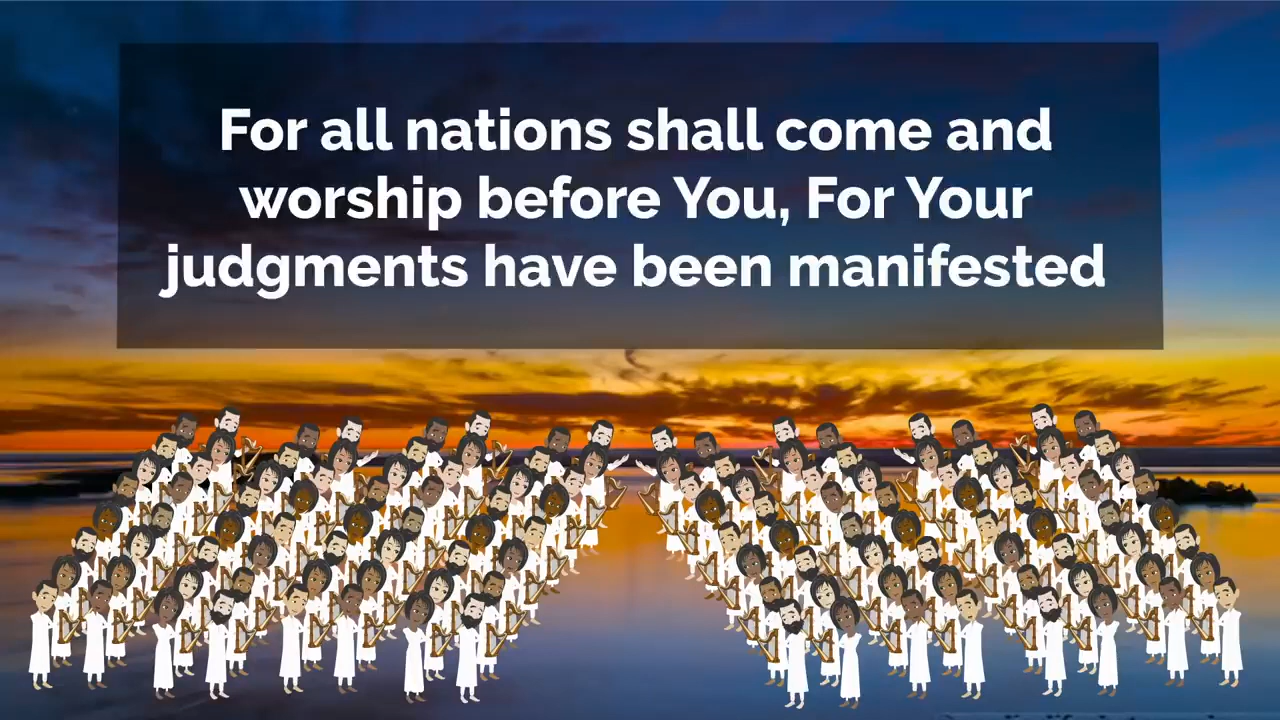 For all nations shall come and
worship before You, For Your
judgments have been manifested